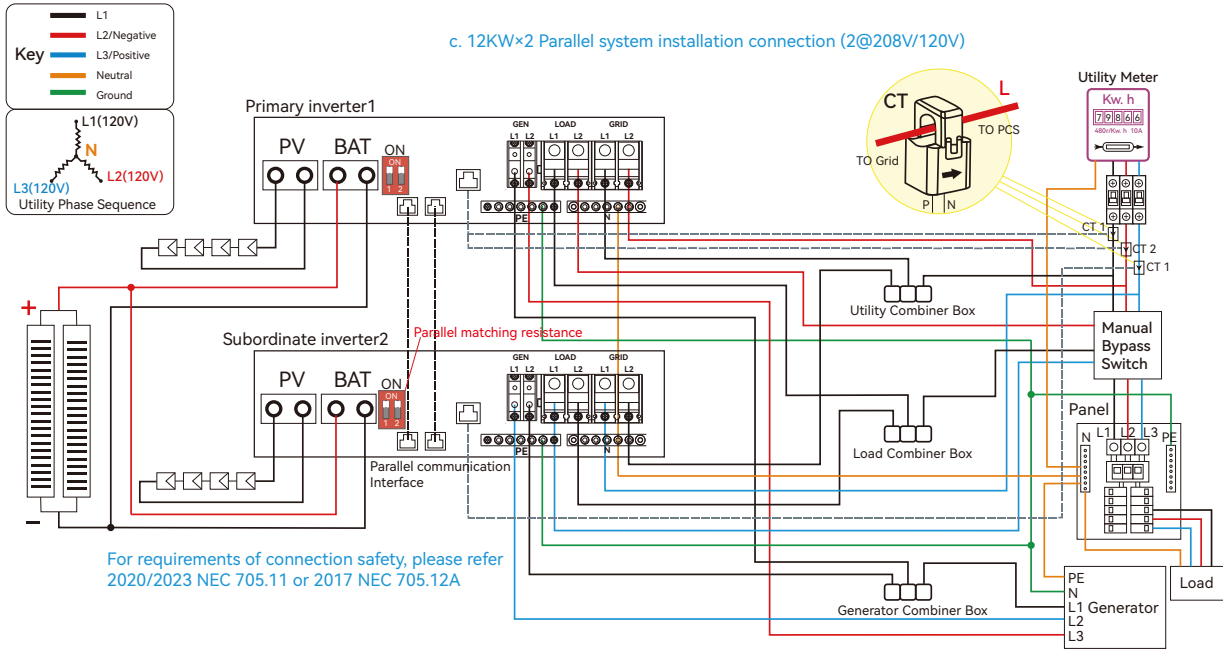 Key
L1
L2/Negative
L3/Positive
Neutral
Ground
L1(120V)
N
L3(120V)
L2(120V)
Utility Phase Sequence
c. 12KW×2 Parallel system installation connection (2@208V/120V)
CT
L
TO PCS
TO Grid
P
N
Utility Meter
Kw. h
79866
480r/Kw. h 10A
CT 1
CT 2
CT 1
Primary inverter1
PV
BAT
ON
ON
1 2
GEN
LOAD
GRID
L1 L2
L1 L2
L1 L2
PE
N
+
−
Utility Combiner Box
Parallel matching resistance
Subordinate inverter2
PV
BAT
ON
ON
1 2
GEN
LOAD
GRID
L1 L2
L1 L2
L1 L2
PE
N
Parallel communication
Interface
Manual
Bypass
Switch
Load Combiner Box
Panel
N
L1 L2 L3
PE
For requirements of connection safety, please refer
2020/2023 NEC 705.11 or 2017 NEC 705.12A
Generator Combiner Box
PE
N
L1
L2
L3
Generator
Load